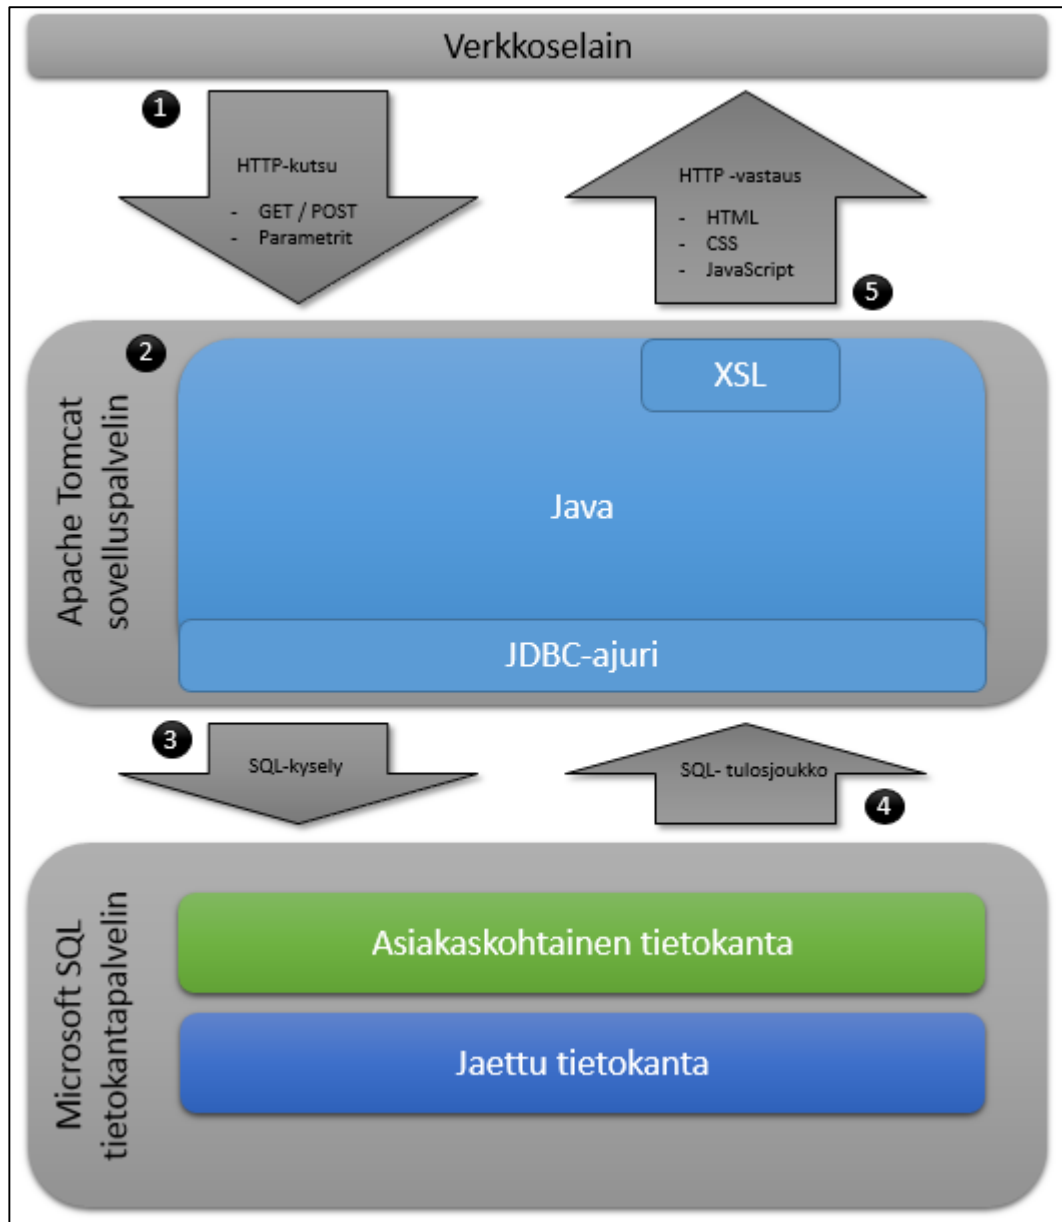 Verkkoselain
1
HTTP-kutsu
- GET / POST
- Parametrit
HTTP -vastaus
- HTML
- CSS
- JavaScript
5
2
Apache Tomcat
sovelluspalvelin
XSL
Java
JDBC-ajuri
3
SQL-kysely
SQL- tulosjoukko
4
Microsoft SQL
tietokantapalvelin
Asiakaskohtainen tietokanta
Jaettu tietokanta